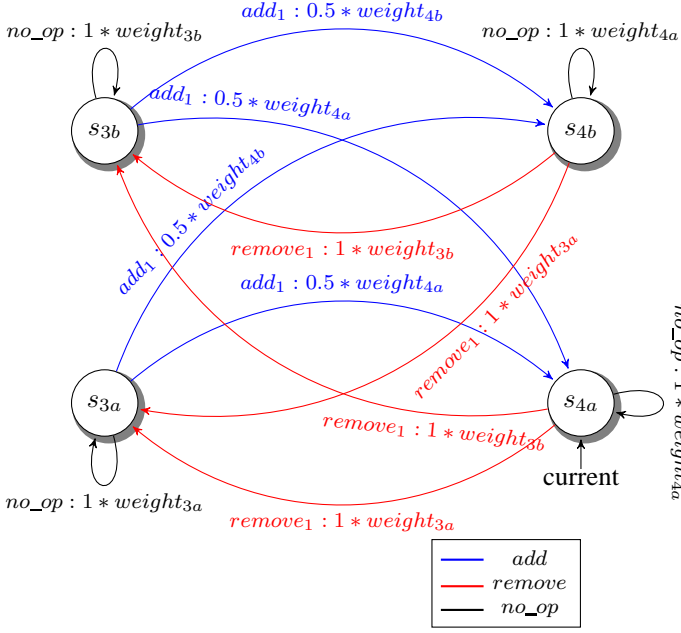 add₁ : 0.5 ∗ weight₄b
no_op : 1 ∗ weight₃b
no_op : 1 ∗ weight₄a
add₁ : 0.5 ∗ weight₄a
s₃b
s₄b
add₁ : 0.5 ∗ weight₄b
remove₁ : 1 ∗ weight₃b
remove₁ : 1 ∗ weight₃a
add₁ : 0.5 ∗ weight₄a
no_op : 1 ∗ weight₄a
s₃a
s₄a
remove₁ : 1 ∗ weight₃b
current
no_op : 1 ∗ weight₃a
remove₁ : 1 ∗ weight₃a
add
remove
no_op